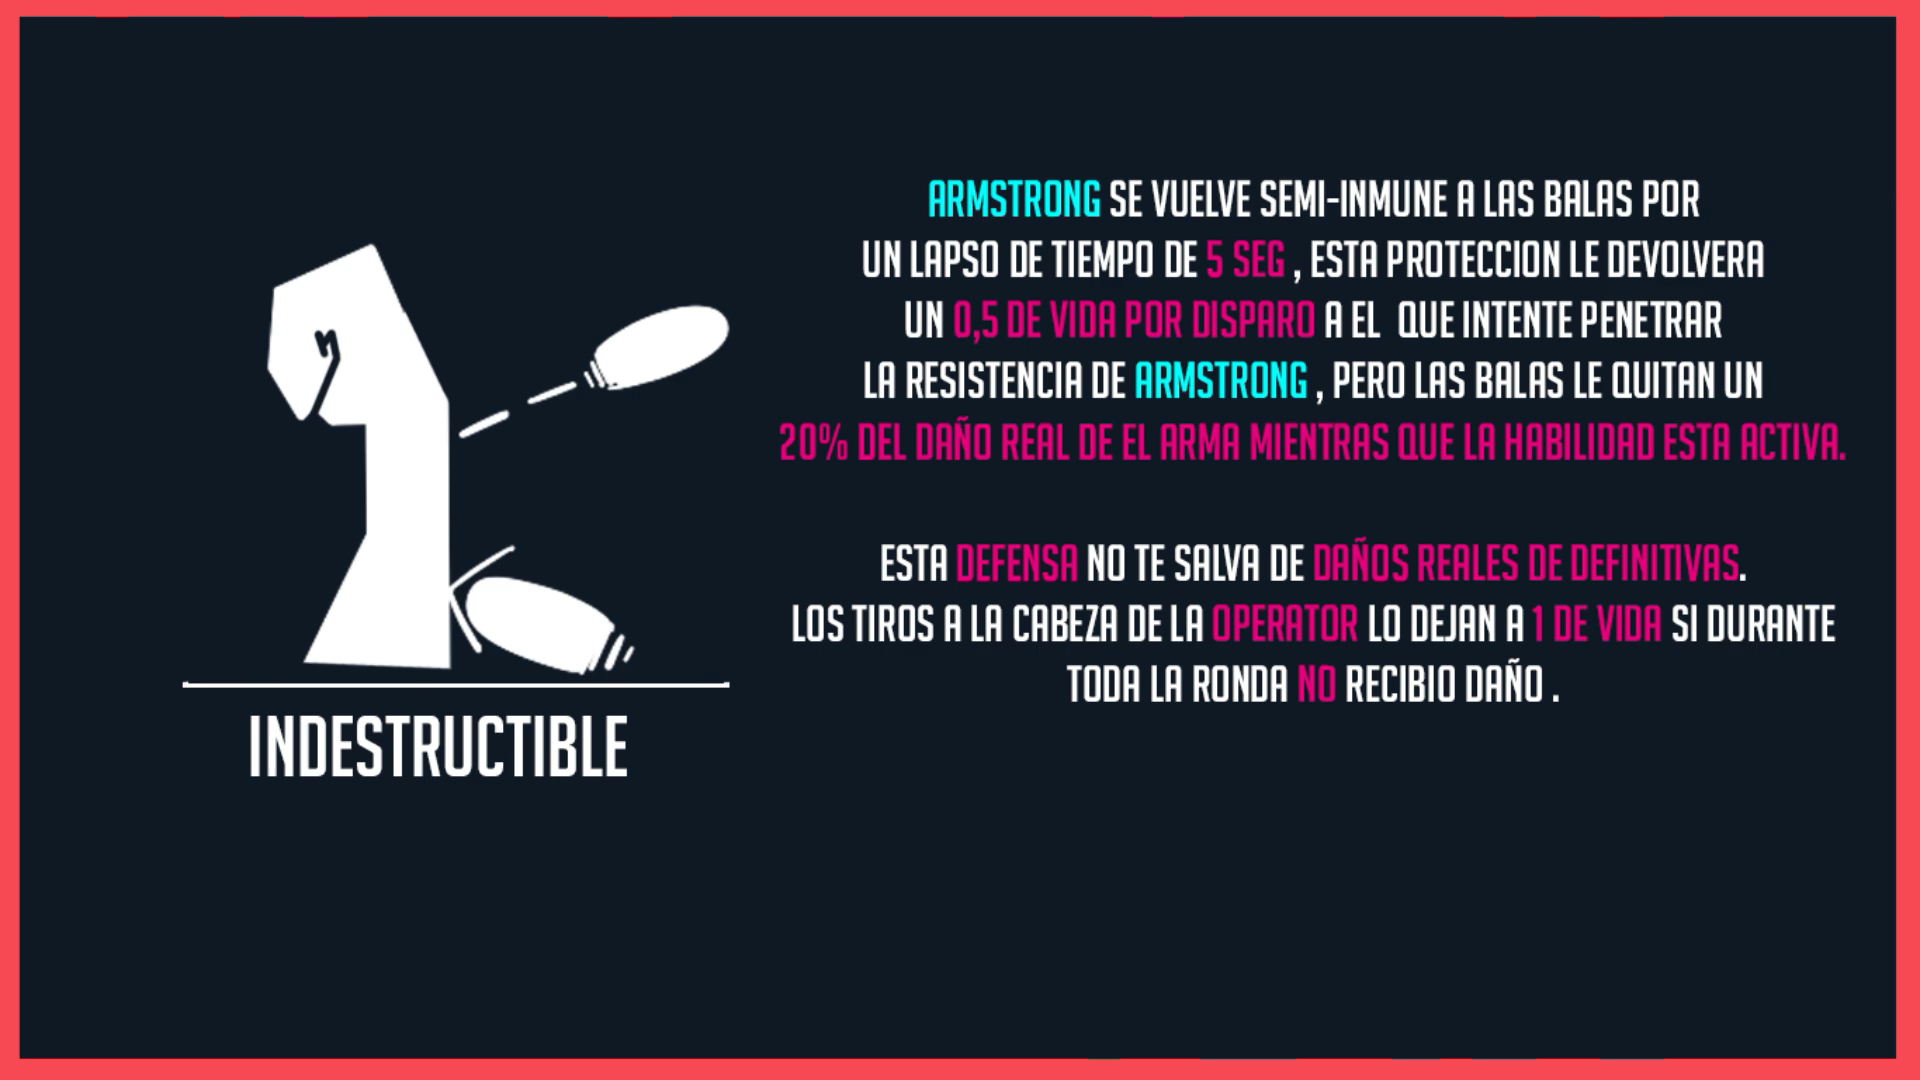 ARMSTRONG SE VUELVE SEMI-INMUNE A LAS BALAS POR
UN LAPSO DE TIEMPO DE 5 SEG , ESTA PROTECCION LE DEVOLVERA
UN 0,5 DE VIDA POR DISPARO A EL QUE INTENTE PENETRAR
LA RESISTENCIA DE ARMSTRONG , PERO LAS BALAS LE QUITAN UN
20% DEL DAÑO REAL DE EL ARMA MIENTRAS QUE LA HABILIDAD ESTA ACTIVA.
ESTA DEFENSA NO TE SALVA DE DAÑOS REALES DE DEFINITIVAS.
LOS TIROS A LA CABEZA DE LA OPERATOR LO DEJAN A 1 DE VIDA SI DURANTE
TODA LA RONDA NO RECIBIO DAÑO .
INDESTRUCTIBLE